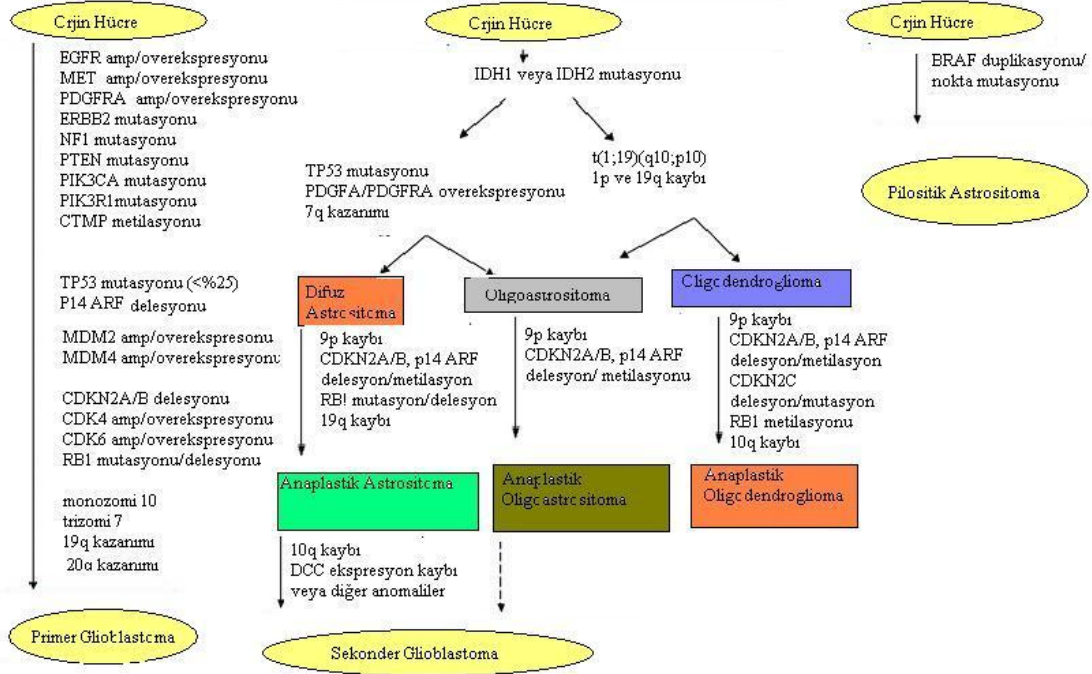 Crjin Hücre
EGFR amp/overekspresyonu
MET amp/overekspresyonu
PDGFRA amp/overekspresyonu
ERBB2 mutasyonu
NF1 mutasyonu
PTEN mutasyonu
PIK3CA mutasyonu
PIK3R1mutasyonu
CTMP metilasyonu
TP53 mutasyonu (<%25)
P14 ARF delesyonu
MDM2 amp/overekspresonu
MDM4 amp/overekspresyonu
CDKN2A/B delesyonu
CDK4 amp/overekspresyonu
CDK6 amp/overekspresyonu
RB1 mutasyonu/delesyonu
monozomi 10
trizomi 7
19q kazanımı
20q kazanımı
Primer Glioblastoma
Crjin Hücre
IDH1 veya IDH2 mutasyonu
TP53 mutasyonu
PDGFA/PDGFRA overekspresyonu
7q kazanımı
t(1;19)(q10;p10)
1p ve 19q kaybı
Difuz
Astrositoma
Oligoastrositoma
Oligodendroglioma
9p kaybı
CDKN2A/B, p14 ARF
delesyon/metilasyon
RB! mutasyon/delesyon
19q kaybı
9p kaybı
CDKN2A/B, p14 ARF
delesyon/ metilasyonu
9p kaybı
CDKN2A/B, p14 ARF
delesyon/metilasyon
CDKN2C
delesyon/mutasyon
RB1 metilasyonu
10q kaybı
Anaplastik Astrositoma
Anaplastik
Oligoastrositoma
Anaplastik
Oligodendroglioma
10q kaybı
DCC ekspresyon kaybı
veya diğer anomaliler
Sekonder Glioblastoma
Crjin Hücre
BRAF duplikasyonu/
nokta mutasyonu
Pilositik Astrositoma